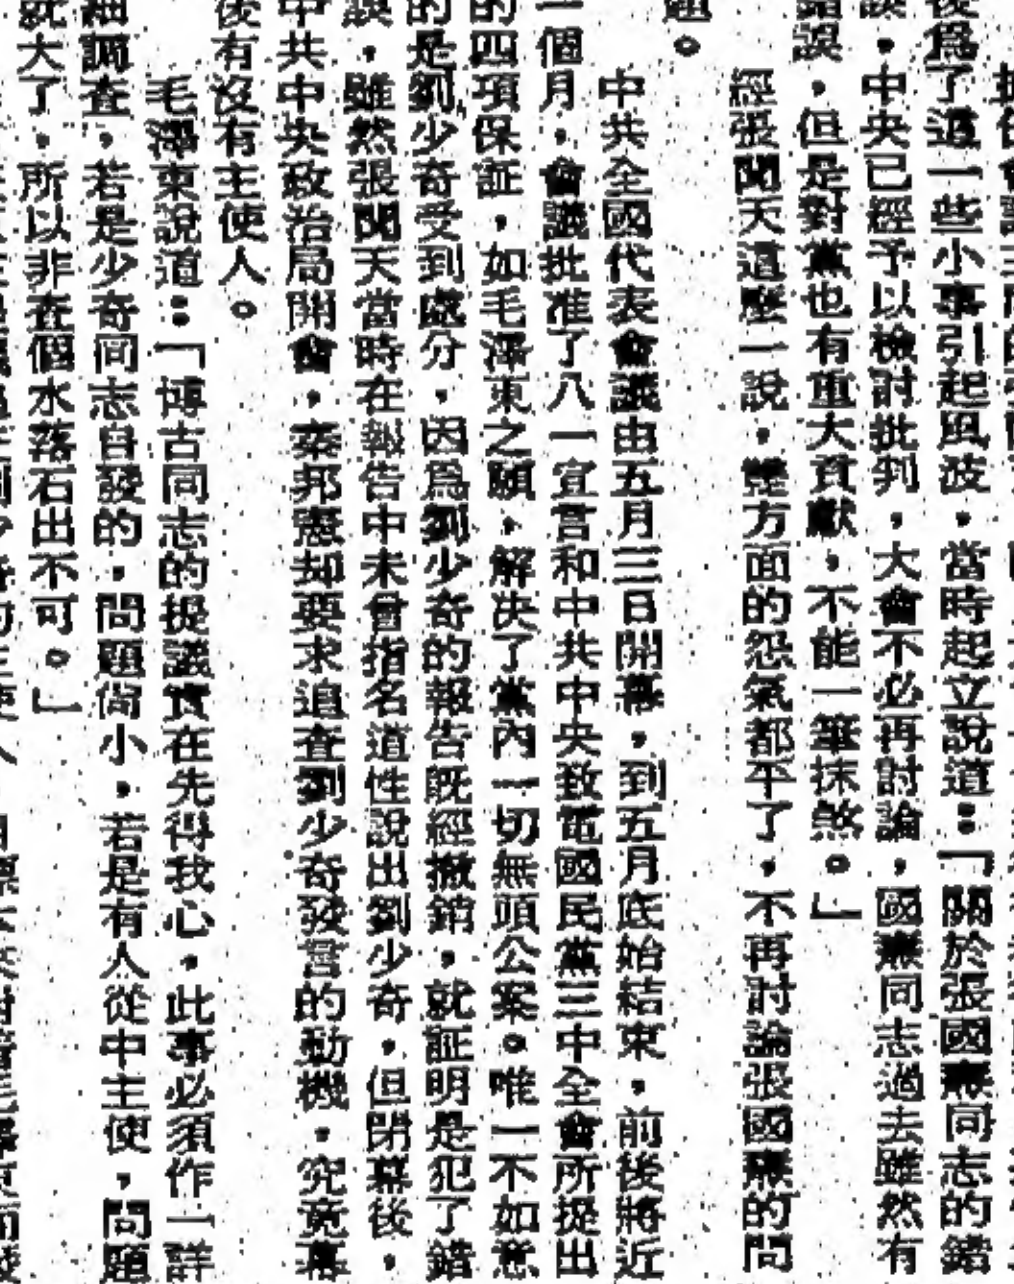 後爲了這一些小事引起風波，當時起立說道：「關於張國燾同志的錯
誤，中央已經予以檢討批判，大會不必再討論，國燾同志過去雖然有
錯誤，但是對黨也有重大貢獻，不能一筆抹煞。」
經張聞天這麼一說，雙方面的怨氣都平了，不再討論張國燾的問
題。
中共全國代表會議由五月三日開幕，到五月底始結束，前後將近
一個月，會議批准了八一宣言和中共中央致電國民黨三中全會所提出
的四項保証，如毛澤東之願，解決了黨內一切無頭公案。唯一不如意
的是劉少奇受到處分，因爲劉少奇的報告既經撤銷，就証明是犯了錯
誤，雖然張聞天當時在報告中未曾指名道性說出劉少奇，但閉幕後，
中共中央政治局開會，秦邦憲却要求追查劉少奇發言的動機，究竟幕
後有沒有主使人。
毛澤東說道：「博古同志的提議實在先得我心，此事必須作一詳
細調查，若是少奇同志自發的，問題尚小，若是有人從中主使，問題
就大了，所以非查個水落石出不可。」